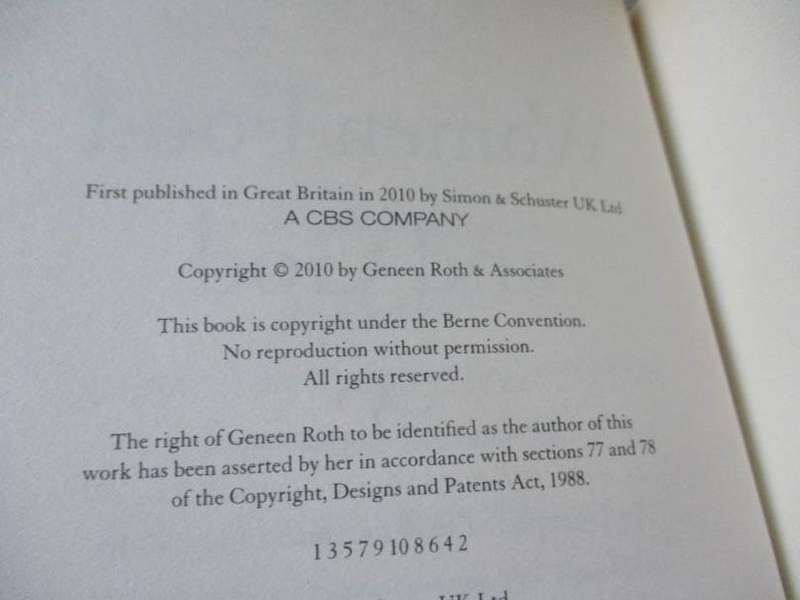 First published in Great Britain in 2010 by Simon & Schuster UK Ltd
A CBS COMPANY
Copyright © 2010 by Geneen Roth & Associates
This book is copyright under the Berne Convention.
No reproduction without permission.
All rights reserved.
The right of Geneen Roth to be identified as the author of this
work has been asserted by her in accordance with sections 77 and 78
of the Copyright, Designs and Patents Act, 1988.
1 3 5 7 9 10 8 6 4 2
UK Ltd